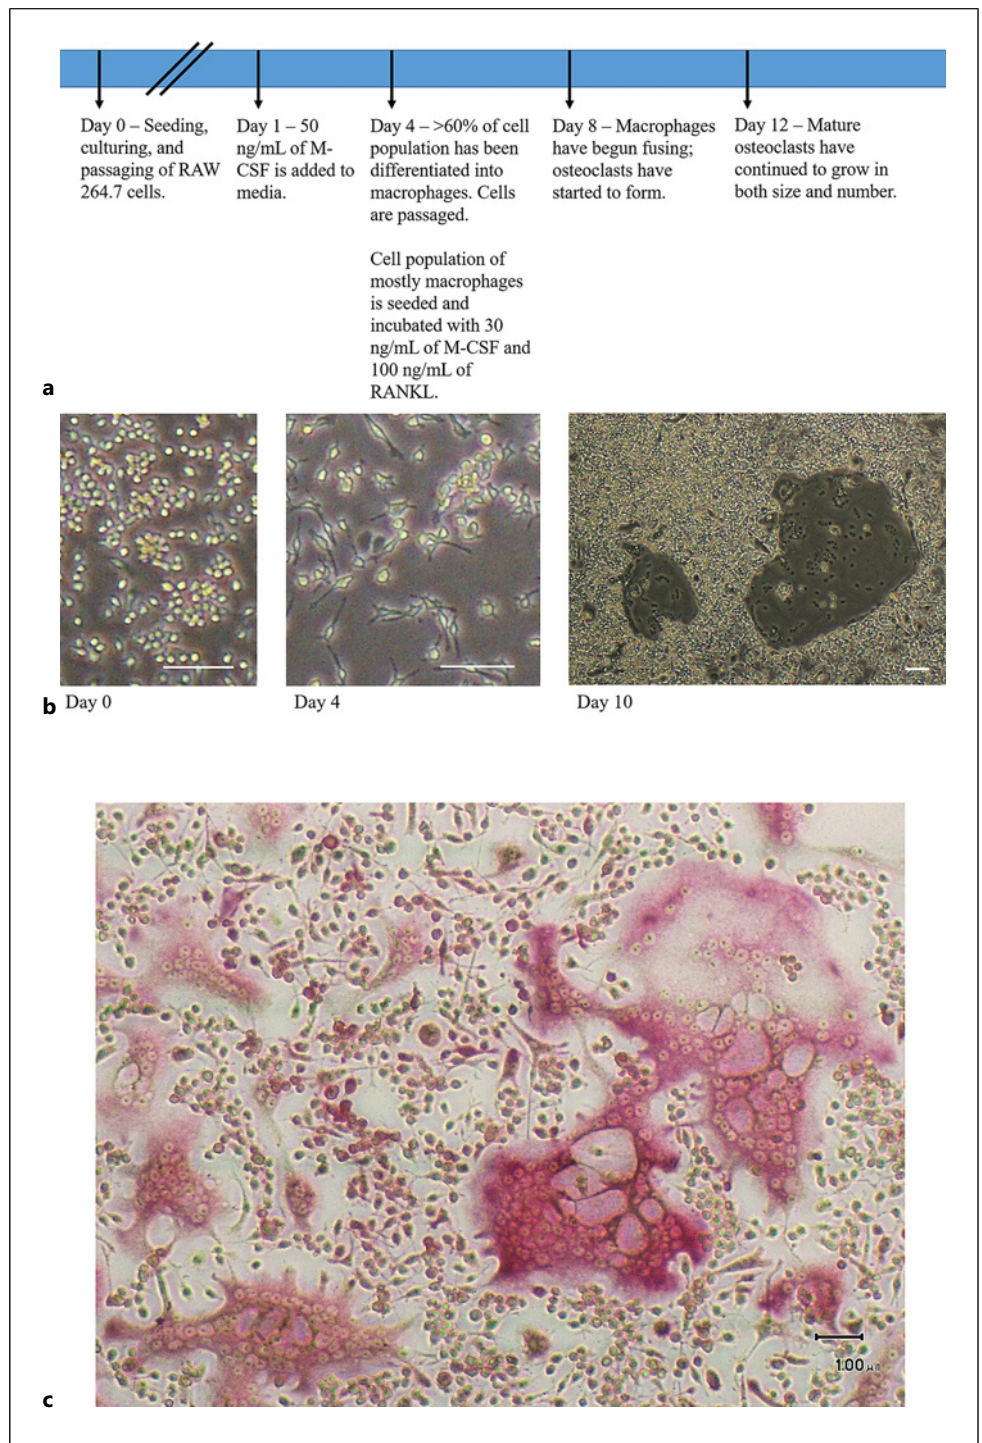 Day 0 – Seeding,
culturing, and
passaging of RAW
264.7 cells.
Day 1 – 50
ng/mL of M-
CSF is added to
media.
Day 4 – >60% of cell
population has been
differentiated into
macrophages. Cells
are passaged.
Cell population of
mostly macrophages
is seeded and
incubated with 30
ng/mL of M-CSF and
100 ng/mL of
RANKL.
Day 8 – Macrophages
have begun fusing;
osteoclasts have
started to form.
Day 12 – Mature
osteoclasts have
continued to grow in
both size and number.
a
b
Day 0
Day 4
Day 10
100 µm
c